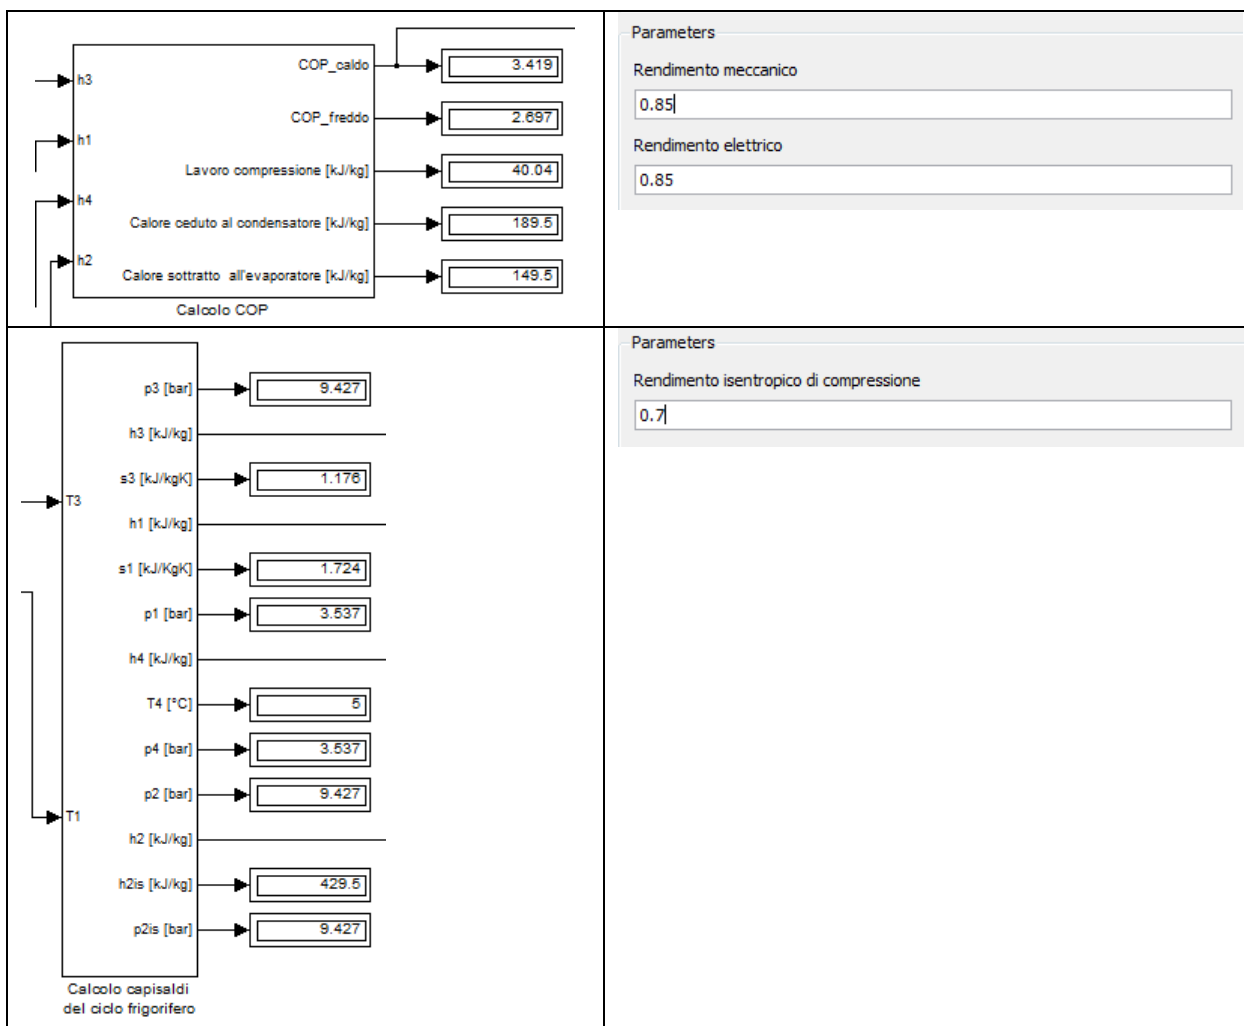 COP_caldo
3.419
h3
COP_freddo
2.697
h1
Lavoro compressione [kJ/kg]
40.04
h4
Calore ceduto al condensatore [kJ/kg]
189.5
h2
Calore sottratto all'evaporatore [kJ/kg]
149.5
Calcolo COP
Parameters
Rendimento meccanico
0.85
Rendimento elettrico
0.85
p3 [bar]
9.427
h3 [kJ/kg]
s3 [kJ/kgK]
1.176
T3
h1 [kJ/kg]
s1 [kJ/KgK]
1.724
p1 [bar]
3.537
h4 [kJ/kg]
T4 [°C]
5
p4 [bar]
3.537
p2 [bar]
9.427
T1
h2 [kJ/kg]
h2is [kJ/kg]
429.5
p2is [bar]
9.427
Calcolo capisaldi
del ciclo frigorifero
Parameters
Rendimento isentropico di compressione
0.7